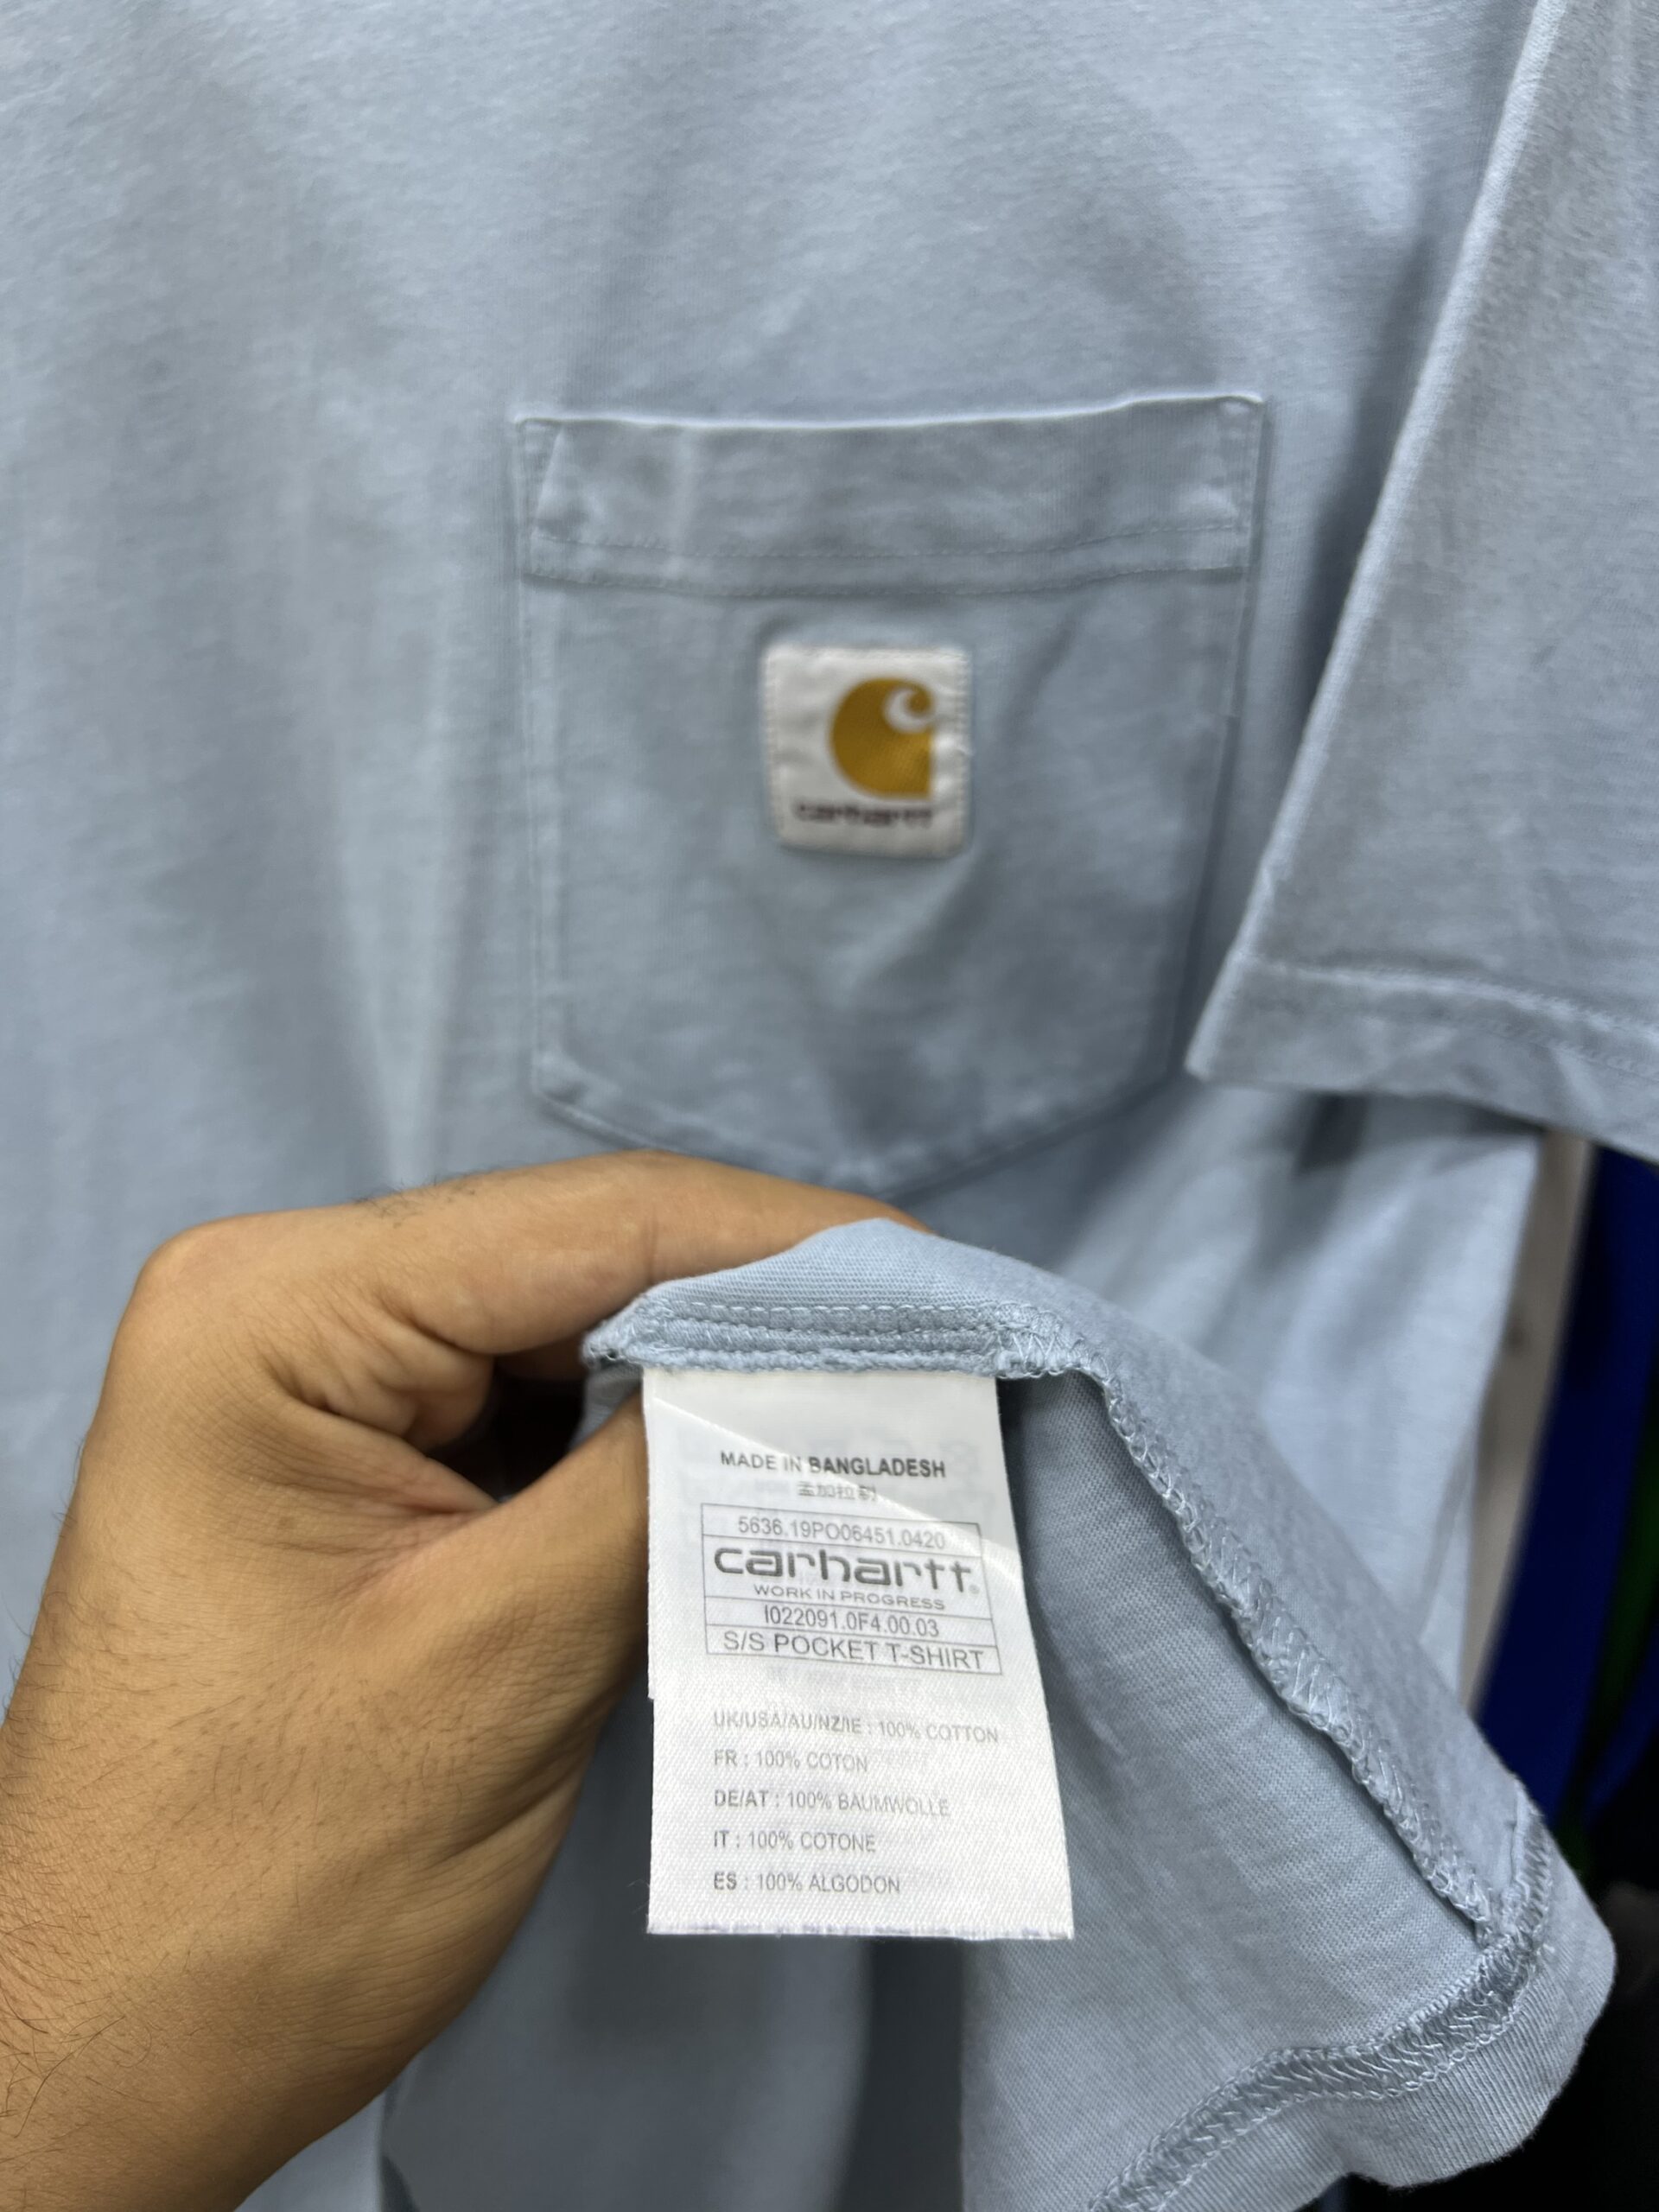 carhartt
MADE IN BANGLADESH
孟加拉制
5636.19PO06451.0420
carhartt®
WORK IN PROGRESS
I022091.0F4.00.03
S/S POCKET T-SHIRT
UK/USA/AU/NZ/IE : 100% COTTON
FR : 100% COTON
DE/AT : 100% BAUMWOLLE
IT : 100% COTONE
ES : 100% ALGODON